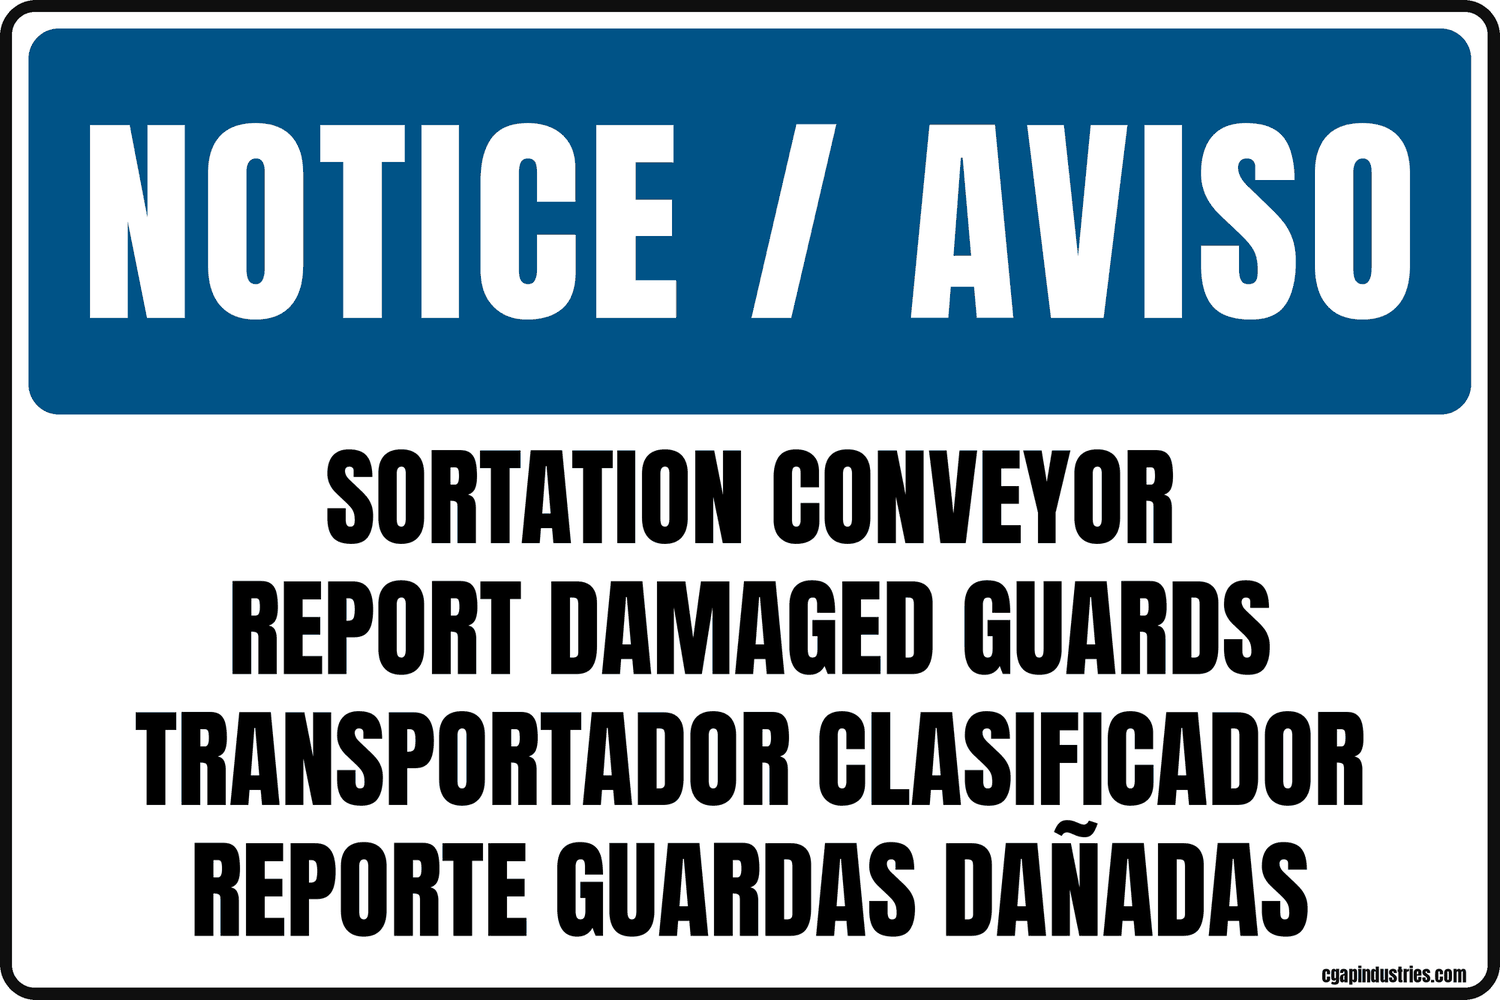 NOTICE / AVISO
SORTATION CONVEYOR
REPORT DAMAGED GUARDS
TRANSPORTADOR CLASIFICADOR
REPORTE GUARDAS DAÑADAS
cgapindustries.com